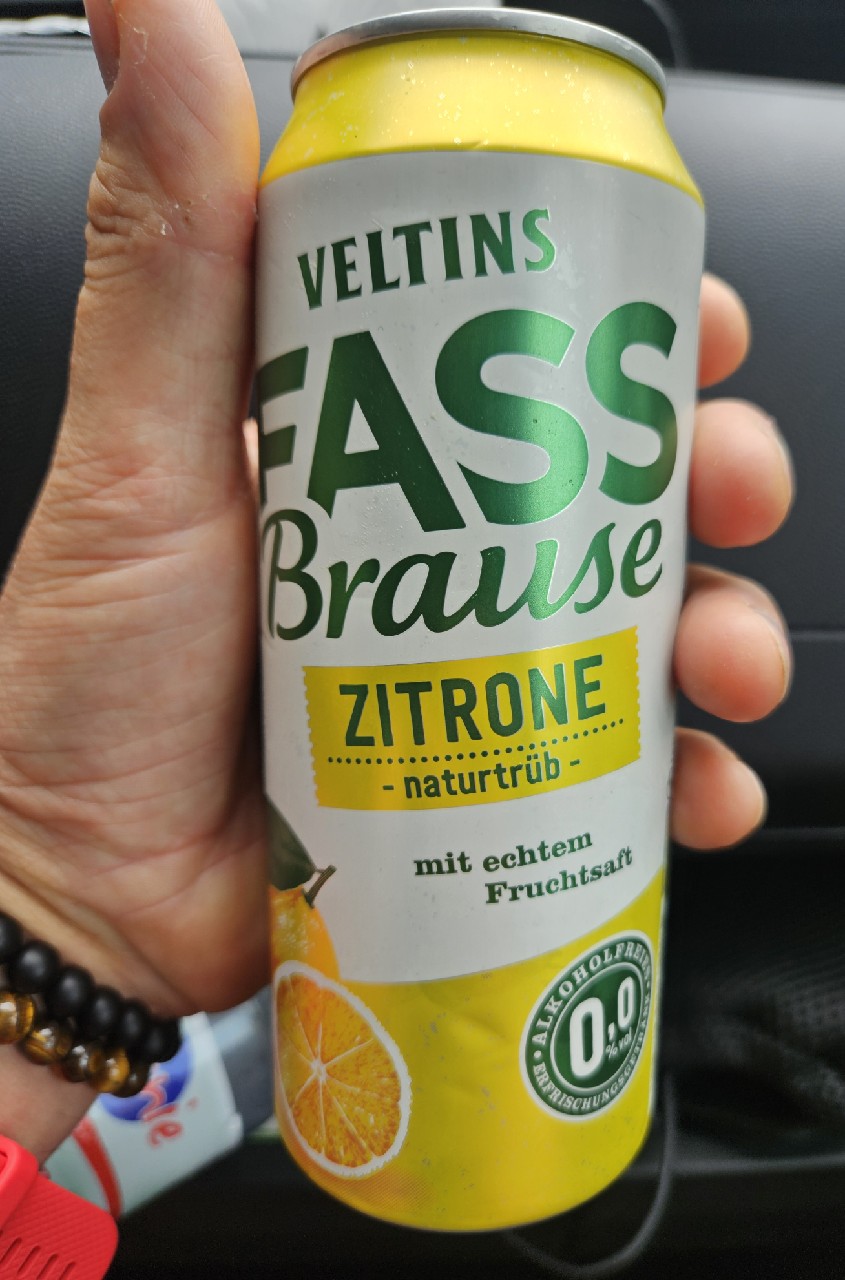 VELTINS
FASS
Brause
ZITRONE
- naturtrüb -
mit echtem
Fruchtsaft
ALKOHOLFREIES
0,0
% vol
ERFRISCHUNGSGETRÄNK